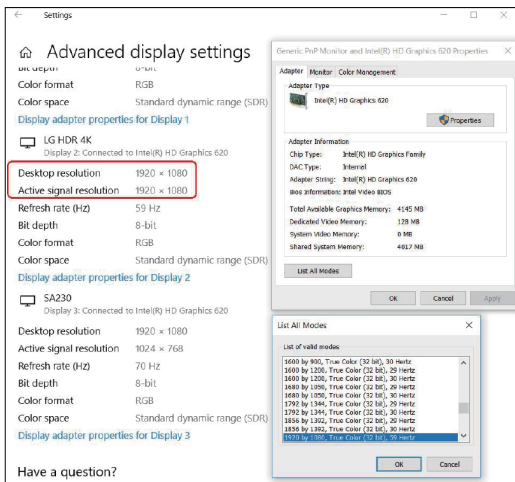 Settings
Advanced display settings
Bit depth 8-bit
Color format RGB
Color space Standard dynamic range (SDR)
Display adapter properties for Display 1
LG HDR 4K
Display 2: Connected to Intel(R) HD Graphics 620
Desktop resolution 1920 × 1080
Active signal resolution 1920 × 1080
Refresh rate (Hz) 59 Hz
Bit depth 8-bit
Color format RGB
Color space Standard dynamic range (SDR)
Display adapter properties for Display 2
SA230
Display 3: Connected to Intel(R) HD Graphics 620
Desktop resolution 1920 × 1080
Active signal resolution 1024 × 768
Refresh rate (Hz) 70 Hz
Bit depth 8-bit
Color format RGB
Color space Standard dynamic range (SDR)
Display adapter properties for Display 3
Have a question?
Generic PnP Monitor and Intel(R) HD Graphics 620 Properties
Adapter Monitor Color Management
Adapter Type
Intel(R) HD Graphics 620
Properties
Adapter Information
Chip Type: Intel(R) HD Graphics Family
DAC Type: Internal
Adapter String: Intel(R) HD Graphics 620
Bios Information: Intel Video BIOS
Total Available Graphics Memory: 4145 MB
Dedicated Video Memory: 128 MB
System Video Memory: 0 MB
Shared System Memory: 4017 MB
List All Modes
OK Cancel Apply
List All Modes
List of valid modes
1600 by 900, True Color (32 bit), 30 Hertz
1600 by 1200, True Color (32 bit), 29 Hertz
1600 by 1200, True Color (32 bit), 30 Hertz
1680 by 1050, True Color (32 bit), 29 Hertz
1680 by 1050, True Color (32 bit), 30 Hertz
1792 by 1344, True Color (32 bit), 29 Hertz
1792 by 1344, True Color (32 bit), 30 Hertz
1856 by 1392, True Color (32 bit), 29 Hertz
1856 by 1392, True Color (32 bit), 30 Hertz
1920 by 1080, True Color (32 bit), 59 Hertz
OK Cancel